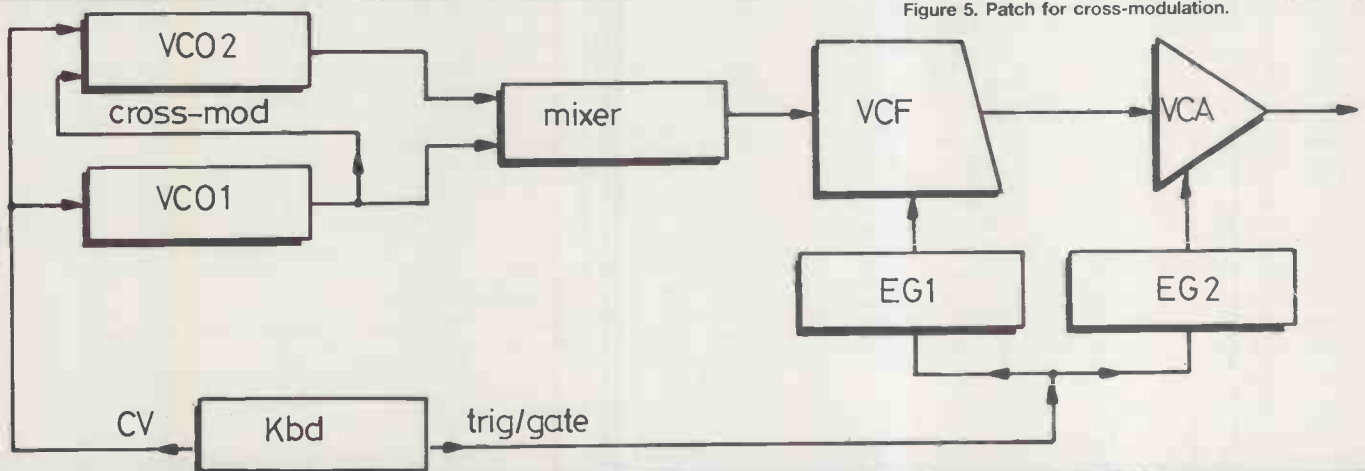 Figure 5. Patch for cross-modulation.
VCO2
cross-mod
VCO1
mixer
VCF
VCA
EG1
EG2
CV
Kbd
trig/gate